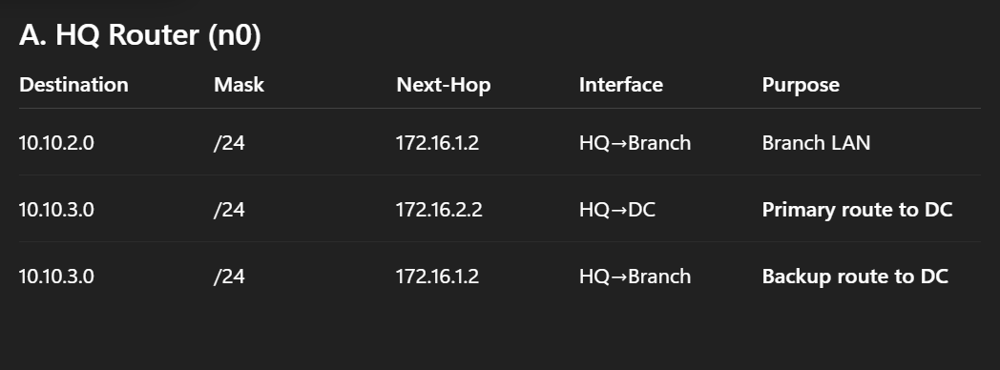 A. HQ Router (n0)
Destination Mask Next-Hop Interface Purpose
10.10.2.0 /24 172.16.1.2 HQ→Branch Branch LAN
10.10.3.0 /24 172.16.2.2 HQ→DC Primary route to DC
10.10.3.0 /24 172.16.1.2 HQ→Branch Backup route to DC